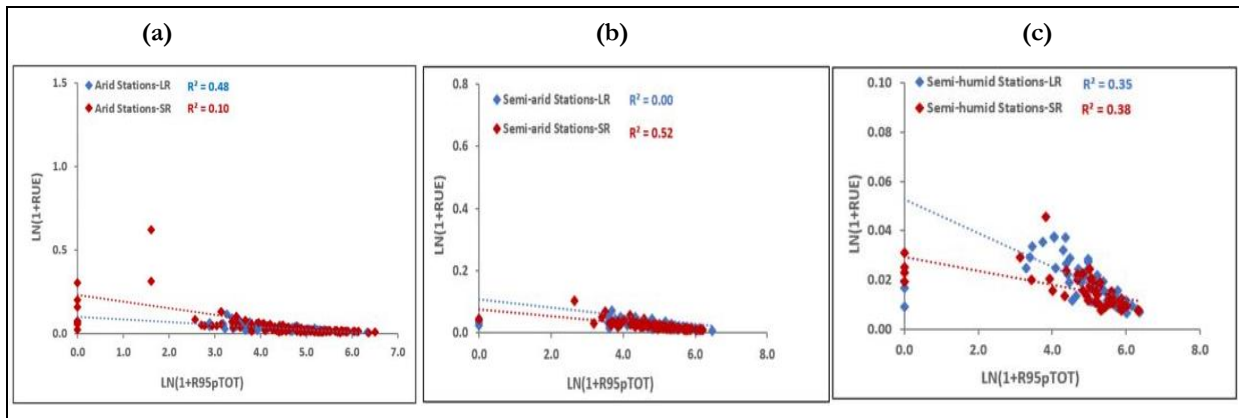 (a)
(b)
(c)
1.5
Arid Stations-LR R² = 0.48
Arid Stations-SR R² = 0.10
1.0
0.5
0.0
LN(1+RUE)
0.0 1.0 2.0 3.0 4.0 5.0 6.0 7.0
LN(1+R95pTOT)
0.8
Semi-arid Stations-LR R² = 0.00
Semi-arid Stations-SR R² = 0.52
0.6
0.4
0.2
0.0
LN(1+RUE)
0.0 2.0 4.0 6.0 8.0
LN(1+R95pTOT)
0.10
Semi-humid Stations-LR R² = 0.35
Semi-humid Stations-SR R² = 0.38
0.08
0.06
0.04
0.02
0.00
LN(1+RUE)
0.0 2.0 4.0 6.0 8.0
LN(1+R95pTOT)